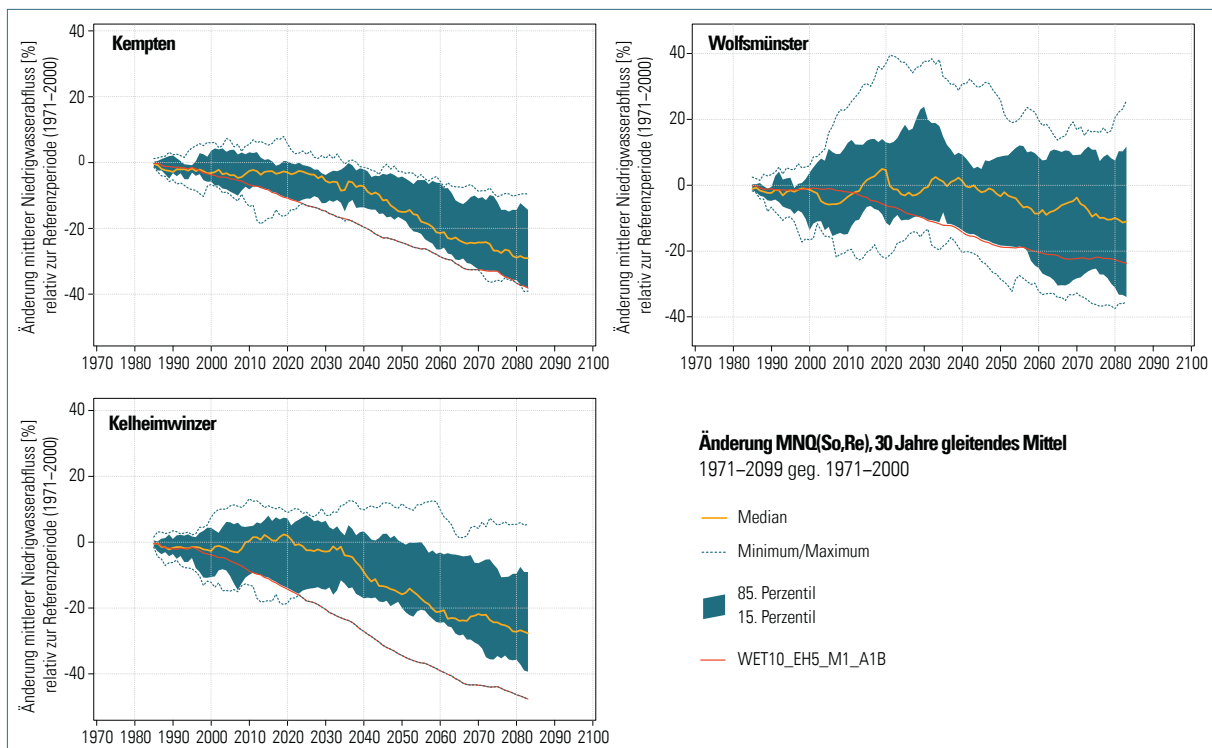 Kempten
Änderung mittlerer Niedrigwasserabfluss [%]
relativ zur Referenzperiode (1971–2000)
40
20
0
-20
-40
1970 1980 1990 2000 2010 2020 2030 2040 2050 2060 2070 2080 2090 2100
Wolfsmünster
Änderung mittlerer Niedrigwasserabfluss [%]
relativ zur Referenzperiode (1971–2000)
40
20
0
-20
-40
1970 1980 1990 2000 2010 2020 2030 2040 2050 2060 2070 2080 2090 2100
Kelheimwinzer
Änderung mittlerer Niedrigwasserabfluss [%]
relativ zur Referenzperiode (1971–2000)
40
20
0
-20
-40
1970 1980 1990 2000 2010 2020 2030 2040 2050 2060 2070 2080 2090 2100
Änderung MNQ(So,Re), 30 Jahre gleitendes Mittel
1971–2099 geg. 1971–2000
Median
Minimum/Maximum
85. Perzentil
15. Perzentil
WET10_EH5_M1_A1B